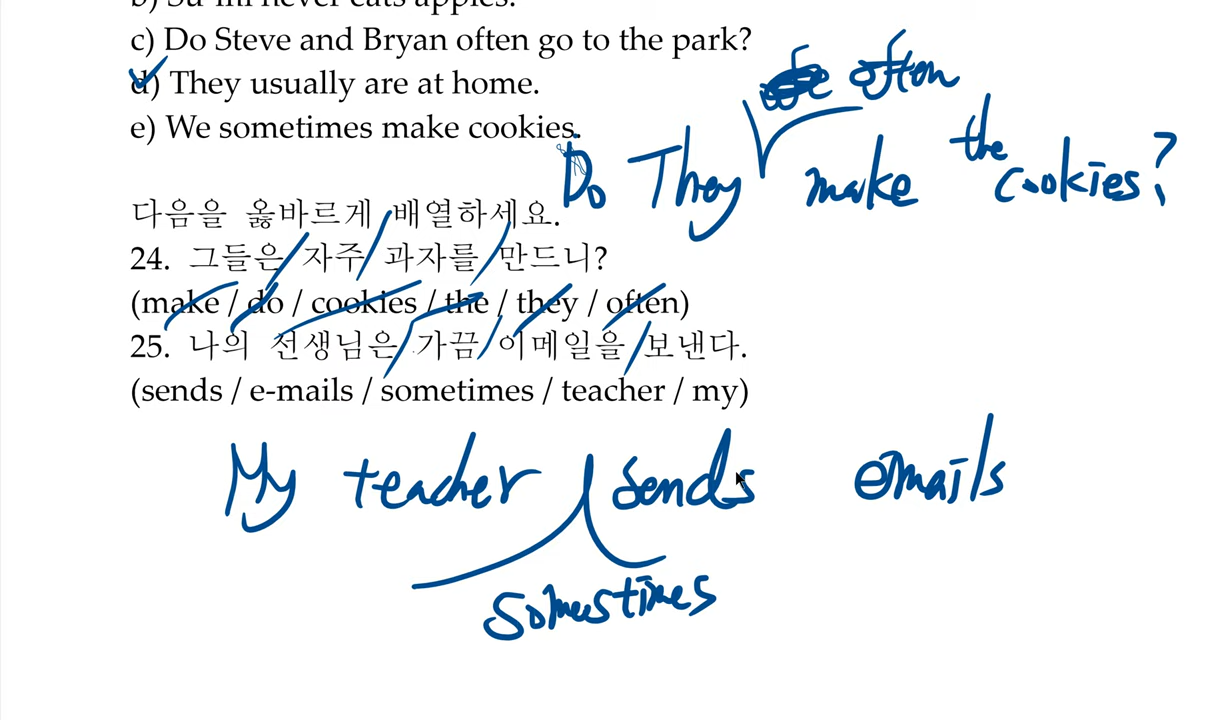 b) Su-mi never eats apples.
c) Do Steve and Bryan often go to the park?
d) They usually are at home.
e) We sometimes make cookies.
often
Do They make the cookies?
다음을 옳바르게 배열하세요.
24. 그들은 자주 과자를 만드니?
(make / do / cookies / the / they / often)
25. 나의 선생님은 가끔 이메일을 보낸다.
(sends / e-mails / sometimes / teacher / my)
My teacher sends emails
somestimes